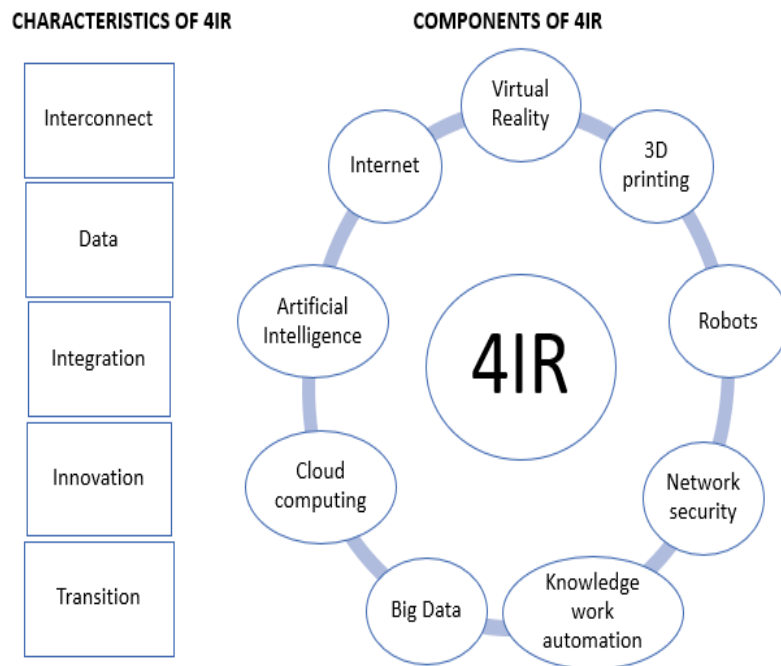 CHARACTERISTICS OF 4IR
Interconnect
Data
Integration
Innovation
Transition
COMPONENTS OF 4IR
Virtual
Reality
3D
printing
Robots
Network
security
Knowledge
work
automation
Big Data
Cloud
computing
Artificial
Intelligence
Internet
4IR